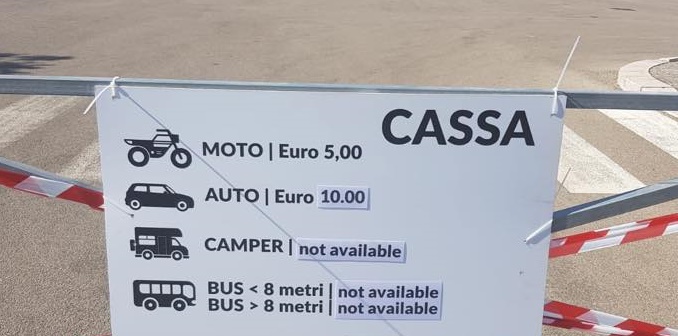 CASSA
MOTO | Euro 5,00
AUTO | Euro 10.00
CAMPER | not available
BUS < 8 metri | not available
BUS > 8 metri | not available